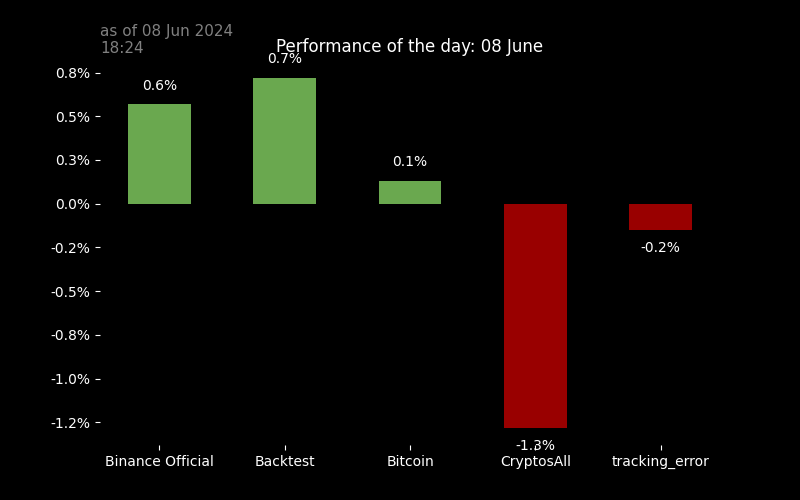 as of 08 Jun 2024
18:24
Performance of the day: 08 June
0.8%
0.5%
0.3%
0.0%
-0.2%
-0.5%
-0.8%
-1.0%
-1.2%
0.6%
0.7%
0.1%
-1.3%
-0.2%
Binance Official
Backtest
Bitcoin
CryptosAll
tracking_error